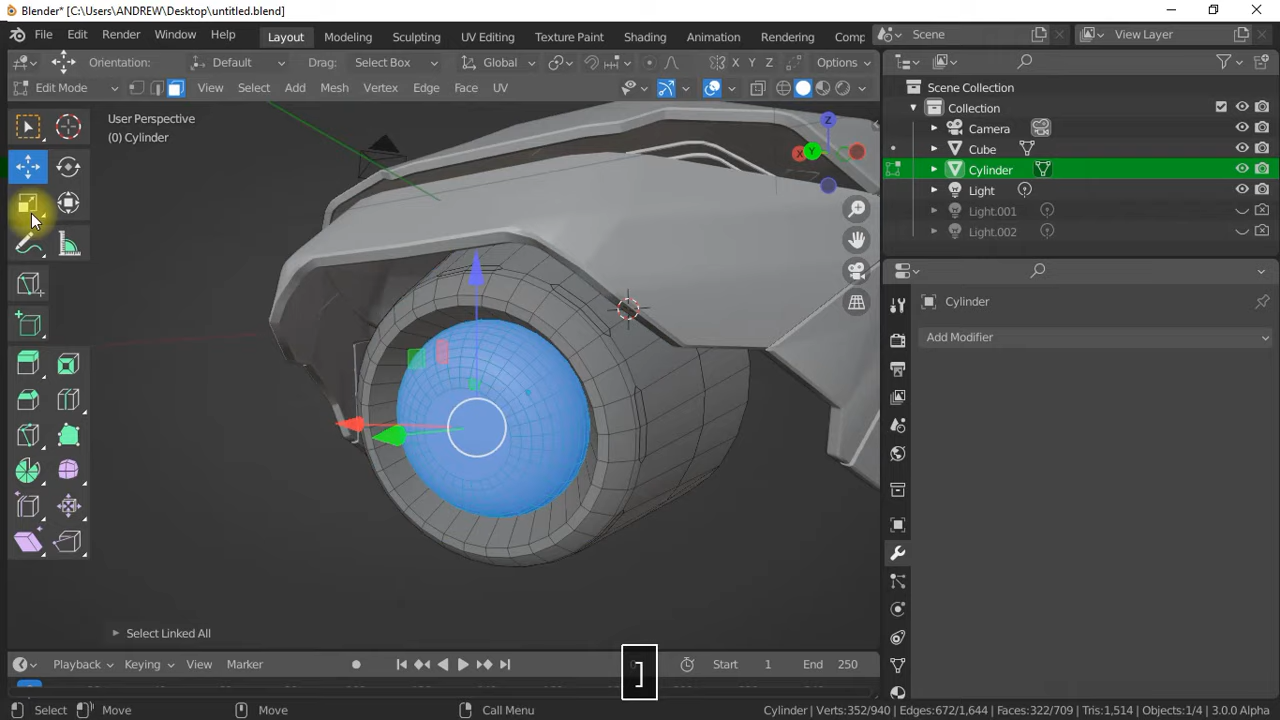 Blender* [C:\Users\ANDREW\Desktop\untitled.blend]
File Edit Render Window Help Layout Modeling Sculpting UV Editing Texture Paint Shading Animation Rendering Comp Scene View Layer
Orientation: Default Drag: Select Box Global X Y Z Options
Edit Mode View Select Add Mesh Vertex Edge Face UV
User Perspective
(0) Cylinder
Z
X
Y
Scene Collection
Collection
Camera
Cube
Cylinder
Light
Light.001
Light.002
Cylinder
Add Modifier
Select Linked All
]
Playback Keying View Marker Start 1 End 250
Select Move Move Call Menu Cylinder | Verts:352/940 | Edges:672/1,644 | Faces:322/709 | Tris:1,514 | Objects:1/4 | 3.0.0 Alpha